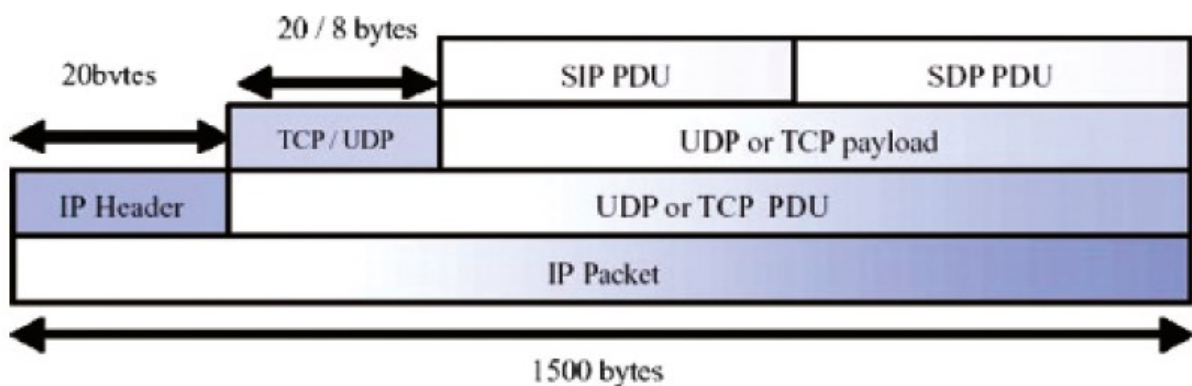 20 / 8 bytes
20bvtes
SIP PDU
SDP PDU
TCP / UDP
UDP or TCP payload
IP Header
UDP or TCP PDU
IP Packet
1500 bytes